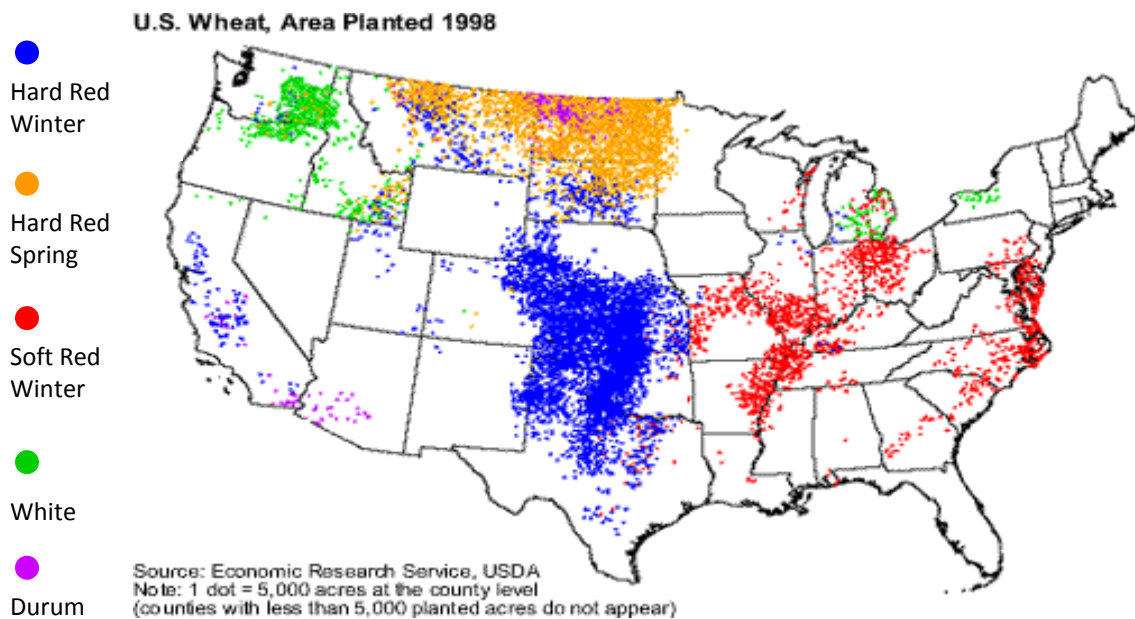 U.S. Wheat, Area Planted 1998
Hard Red
Winter
Hard Red
Spring
Soft Red
Winter
White
Durum
Source: Economic Research Service, USDA
Note: 1 dot = 5,000 acres at the county level
(counties with less than 5,000 planted acres do not appear)